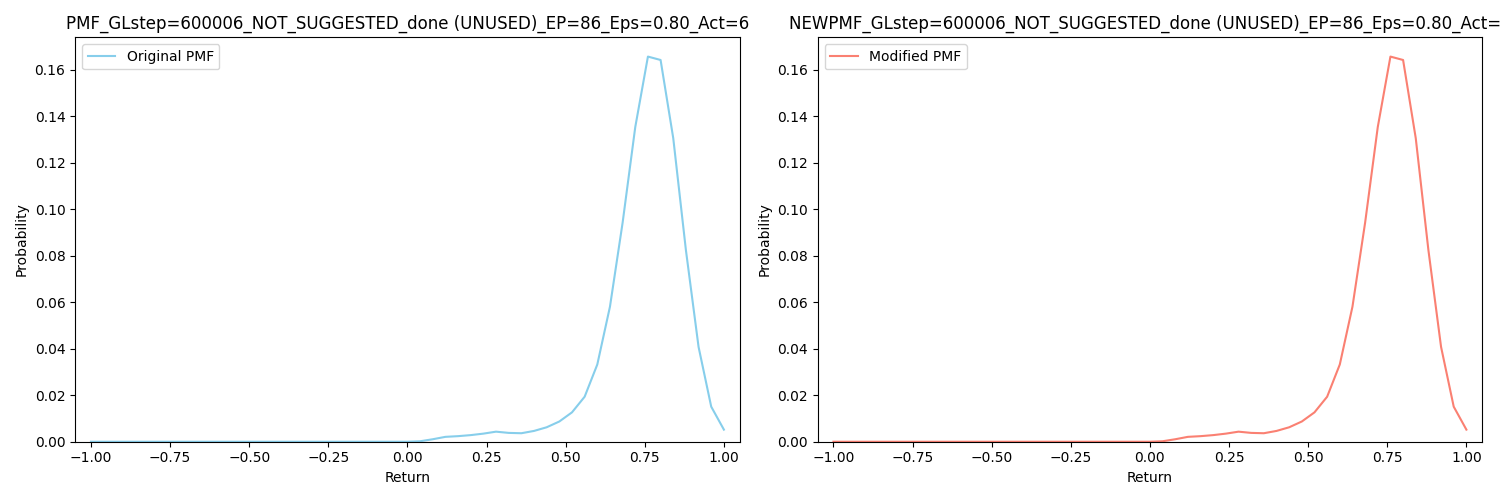 PMF_GLstep=600006_NOT_SUGGESTED_done (UNUSED)_EP=86_Eps=0.80_Act=6
Original PMF
Probability
0.16
0.14
0.12
0.10
0.08
0.06
0.04
0.02
0.00
−1.00 −0.75 −0.50 −0.25 0.00 0.25 0.50 0.75 1.00
Return
NEWPMF_GLstep=600006_NOT_SUGGESTED_done (UNUSED)_EP=86_Eps=0.80_Act=
Modified PMF
Probability
0.16
0.14
0.12
0.10
0.08
0.06
0.04
0.02
0.00
−1.00 −0.75 −0.50 −0.25 0.00 0.25 0.50 0.75 1.00
Return